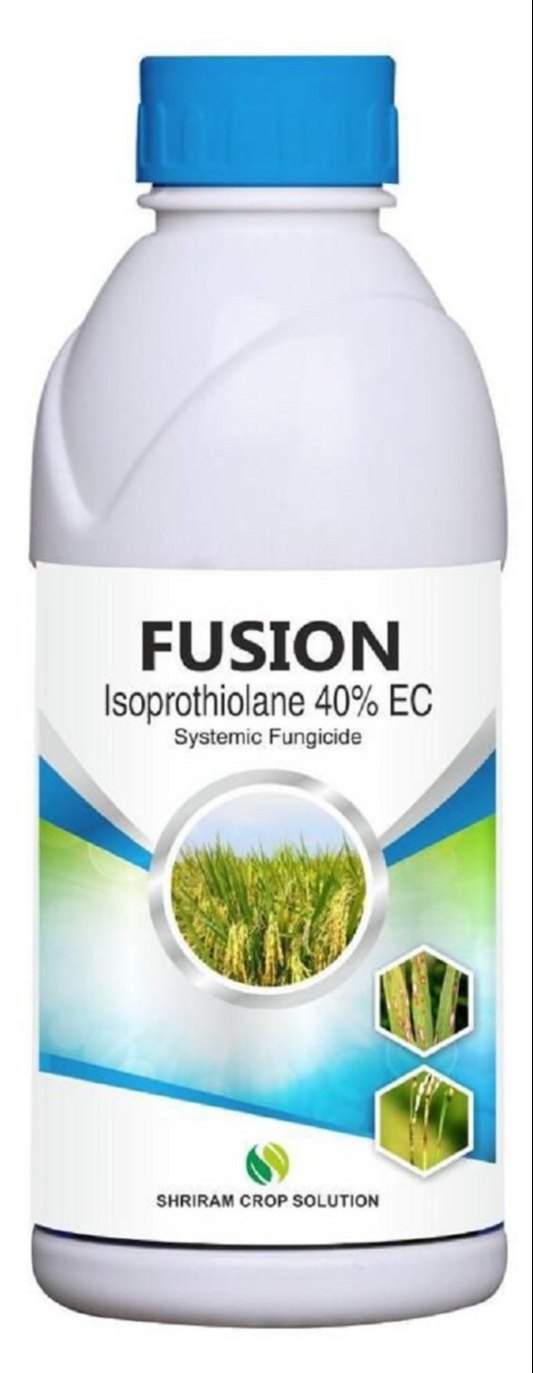 FUSION
Isoprothiolane 40% EC
Systemic Fungicide
SHRIRAM CROP SOLUTION